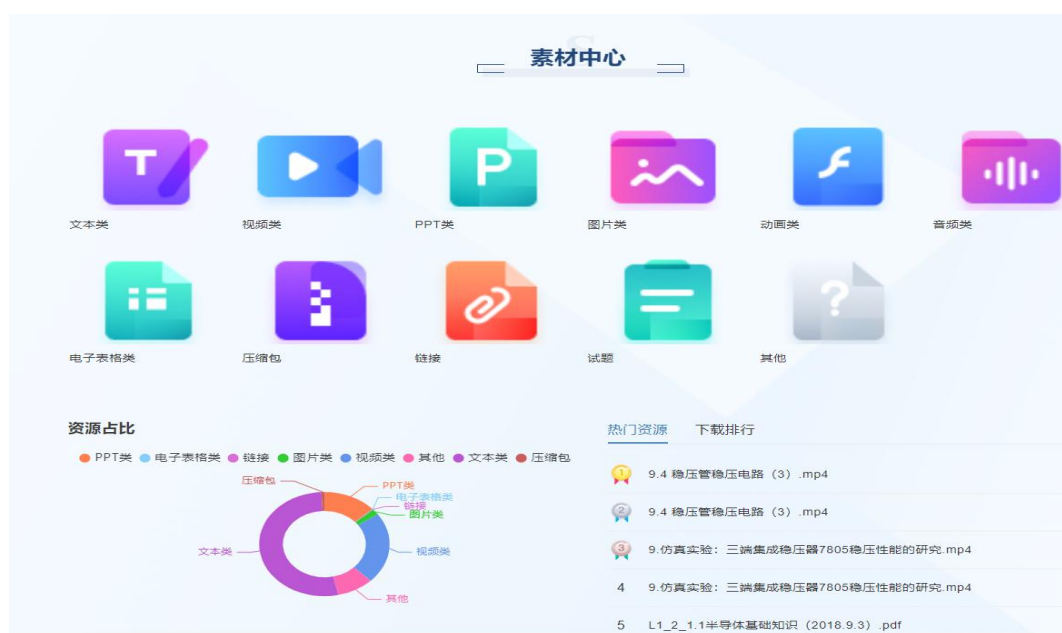 素材中心
文本类
视频类
PPT类
图片类
动画类
音频类
电子表格类
压缩包
链接
试题
其他
资源占比
PPT类 电子表格类 链接 图片类 视频类 其他 文本类 压缩包
压缩包
PPT类
电子表格类
链接
图片类
文本类
视频类
其他
热门资源 下载排行
1 9.4 稳压管稳压电路（3）.mp4
2 9.4 稳压管稳压电路（3）.mp4
3 9.仿真实验：三端集成稳压器7805稳压性能的研究.mp4
4 9.仿真实验：三端集成稳压器7805稳压性能的研究.mp4
5 L1_2_1.1半导体基础知识（2018.9.3）.pdf